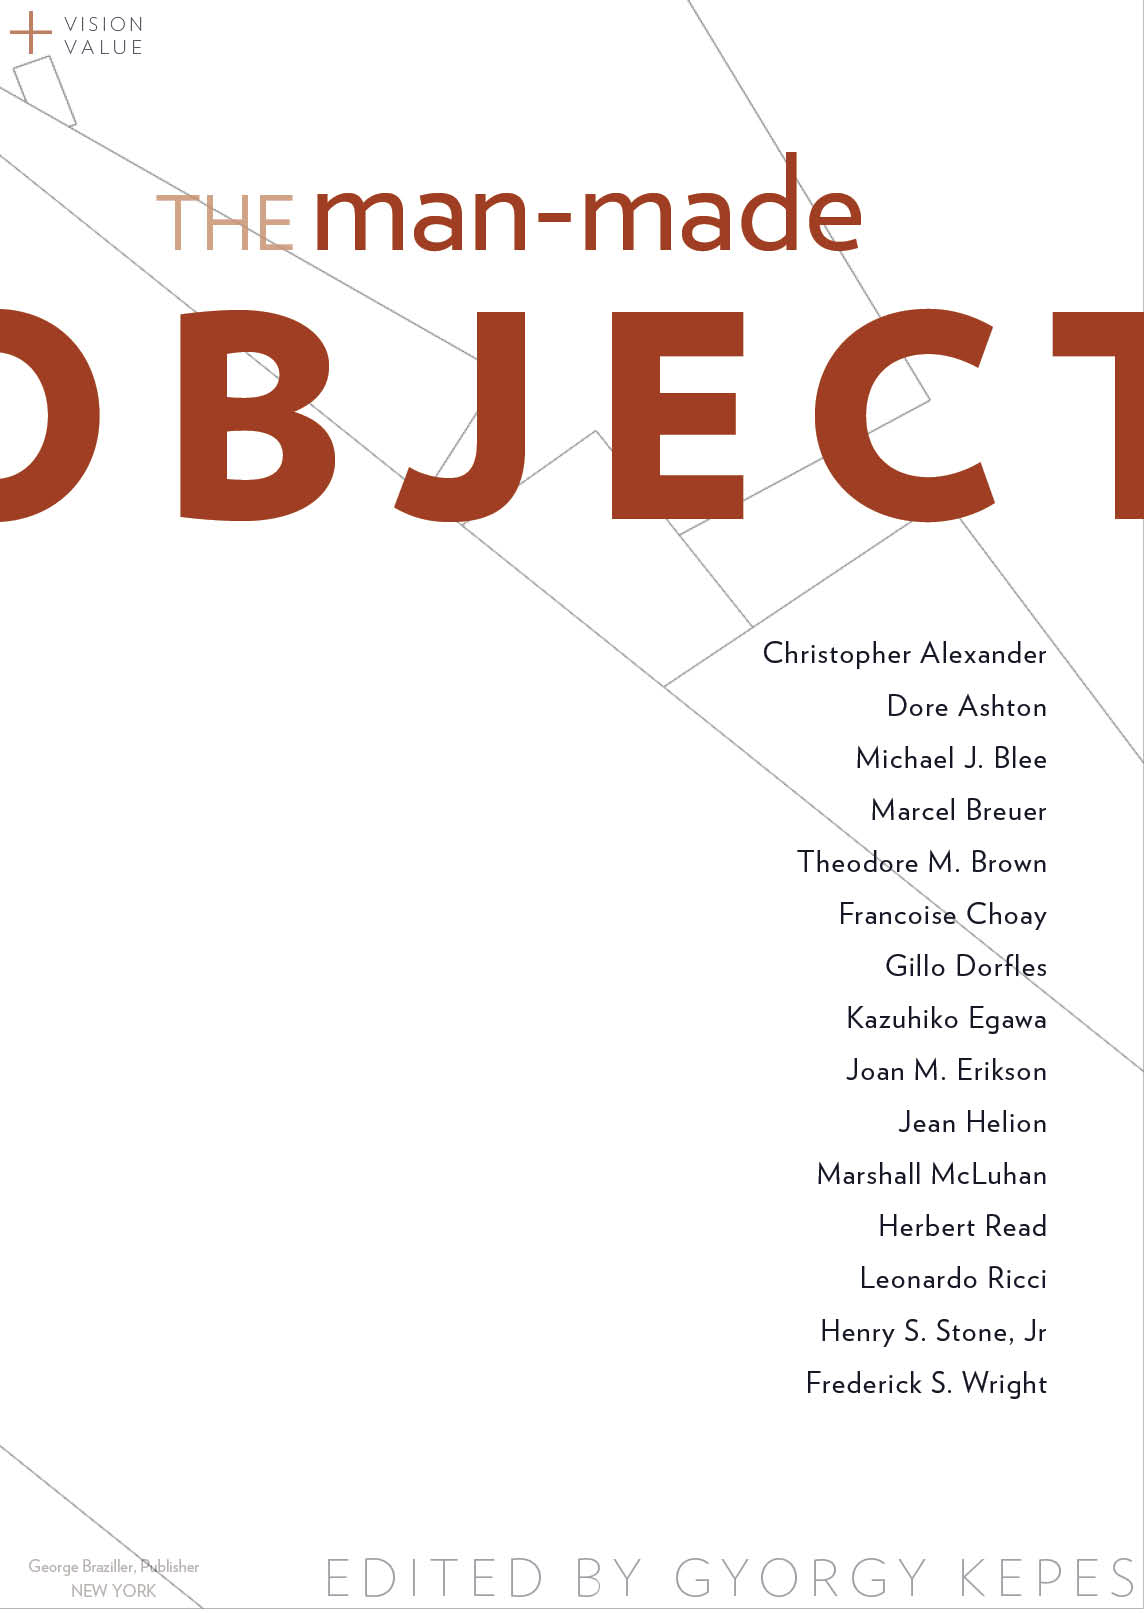 VISION
VALUE
THE man-made
OBJECT
Christopher Alexander
Dore Ashton
Michael J. Blee
Marcel Breuer
Theodore M. Brown
Francoise Choay
Gillo Dorfles
Kazuhiko Egawa
Joan M. Erikson
Jean Helion
Marshall McLuhan
Herbert Read
Leonardo Ricci
Henry S. Stone, Jr
Frederick S. Wright
George Braziller, Publisher
NEW YORK
EDITED BY GYORGY KEPES